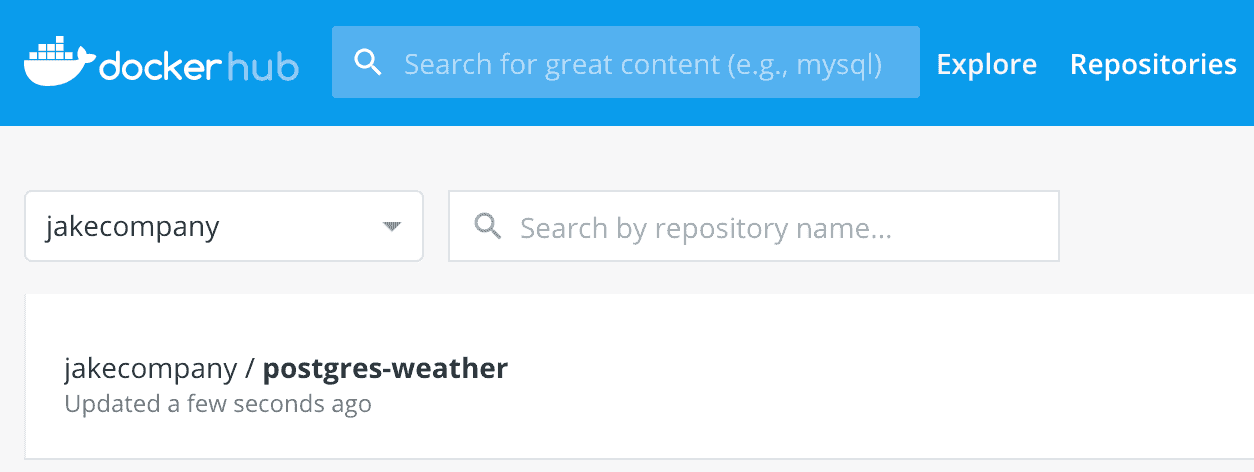 dockerhub
Search for great content (e.g., mysql)
Explore
Repositories
jakecompany
Search by repository name...
jakecompany / postgres-weather
Updated a few seconds ago